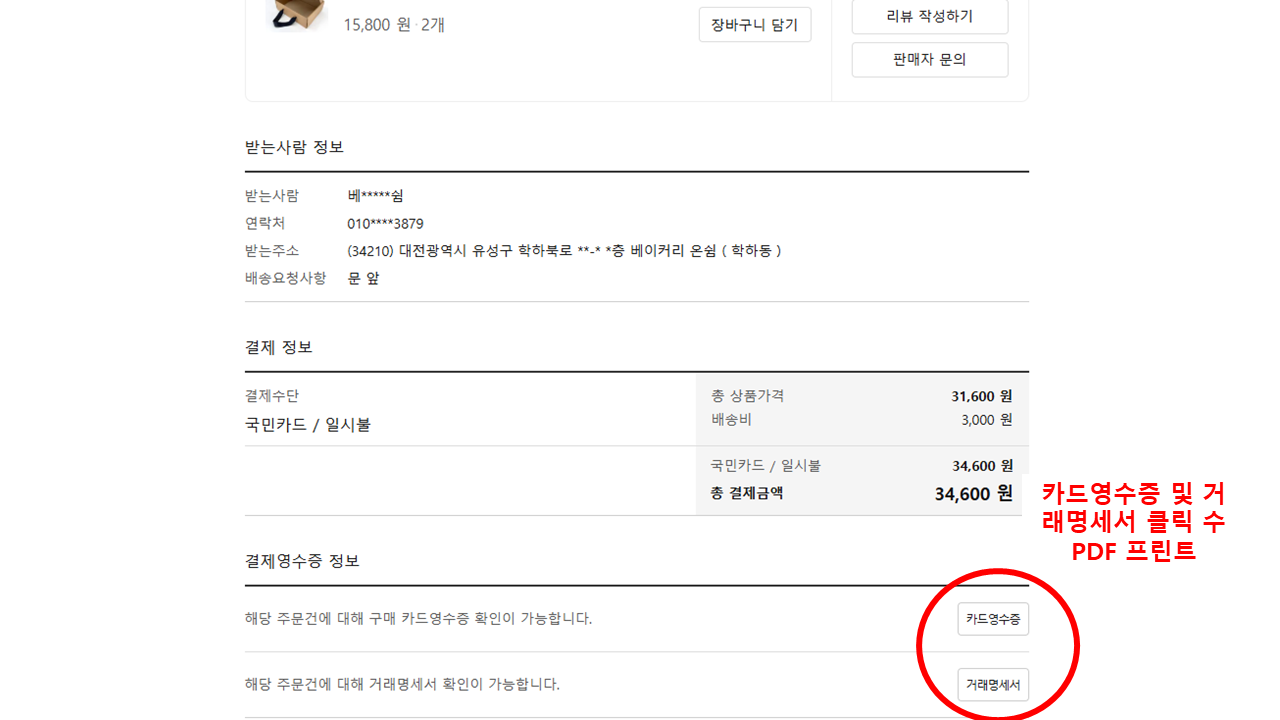 15,800 원 · 2개
장바구니 담기
리뷰 작성하기
판매자 문의
받는사람 정보
받는사람 베*****쉼
연락처 010****3879
받는주소 (34210) 대전광역시 유성구 학하북로 **-* *층 베이커리 온쉼 ( 학하동 )
배송요청사항 문 앞
결제 정보
결제수단
국민카드 / 일시불
총 상품가격 31,600 원
배송비 3,000 원
국민카드 / 일시불 34,600 원
총 결제금액 34,600 원
카드영수증 및 거
래명세서 클릭 수
PDF 프린트
결제영수증 정보
해당 주문건에 대해 구매 카드영수증 확인이 가능합니다. 카드영수증
해당 주문건에 대해 거래명세서 확인이 가능합니다. 거래명세서